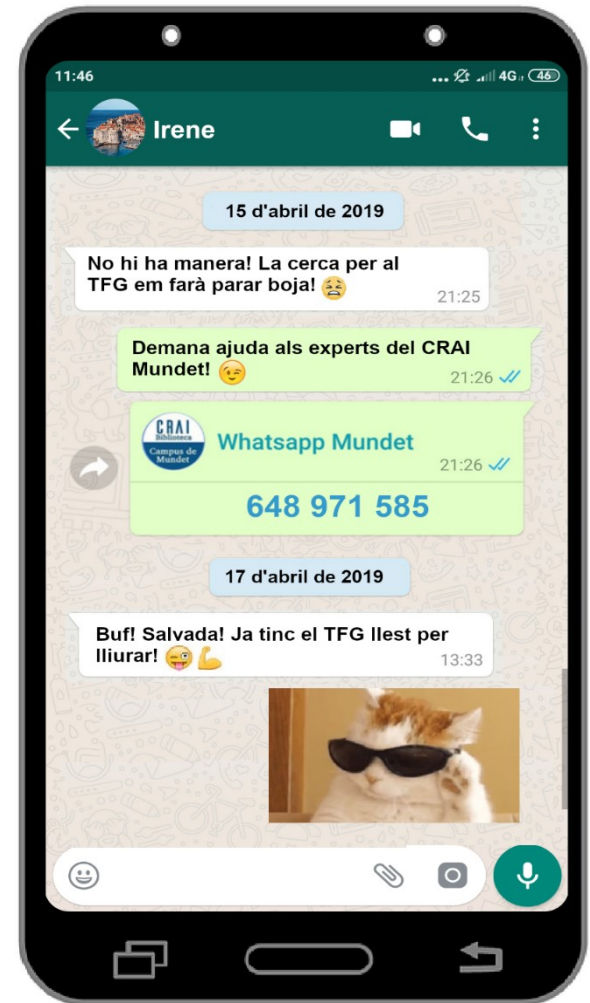 11:46
... 4G 46
Irene
15 d'abril de 2019
No hi ha manera! La cerca per al
TFG em farà parar boja! 😫
21:25
Demana ajuda als experts del CRAI
Mundet! 😉
21:26
CRAI
Biblioteca
Campus de
Mundet
Whatsapp Mundet
21:26
648 971 585
17 d'abril de 2019
Buf! Salvada! Ja tinc el TFG llest per
lliurar! 😜💪
13:33